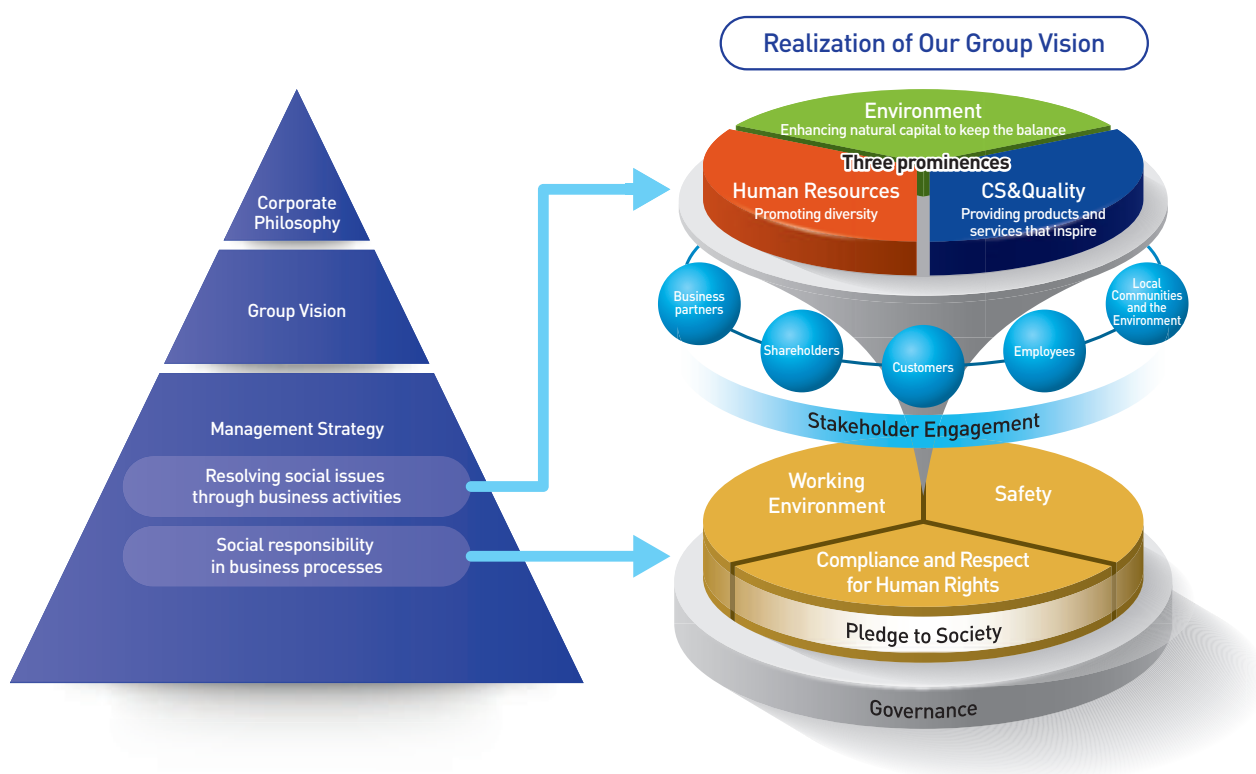 Realization of Our Group Vision
Corporate
Philosophy
Group Vision
Management Strategy
Resolving social issues
through business activities
Social responsibility
in business processes
Environment
Enhancing natural capital to keep the balance
Three prominences
Human Resources
Promoting diversity
CS&Quality
Providing products and
services that inspire
Business
partners
Shareholders
Customers
Employees
Local
Communities
and the
Environment
Stakeholder Engagement
Working
Environment
Safety
Compliance and Respect
for Human Rights
Pledge to Society
Governance